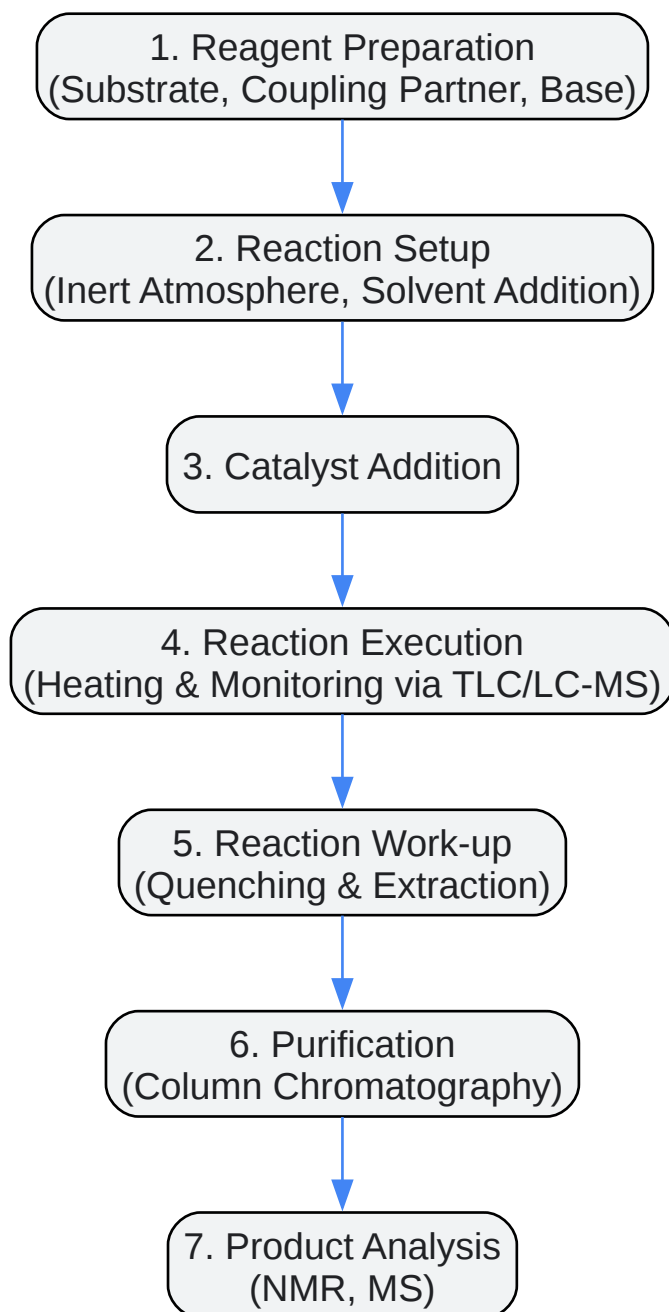 1. Reagent Preparation
(Substrate, Coupling Partner, Base)
2. Reaction Setup
(Inert Atmosphere, Solvent Addition)
3. Catalyst Addition
4. Reaction Execution
(Heating & Monitoring via TLC/LC-MS)
5. Reaction Work-up
(Quenching & Extraction)
6. Purification
(Column Chromatography)
7. Product Analysis
(NMR, MS)